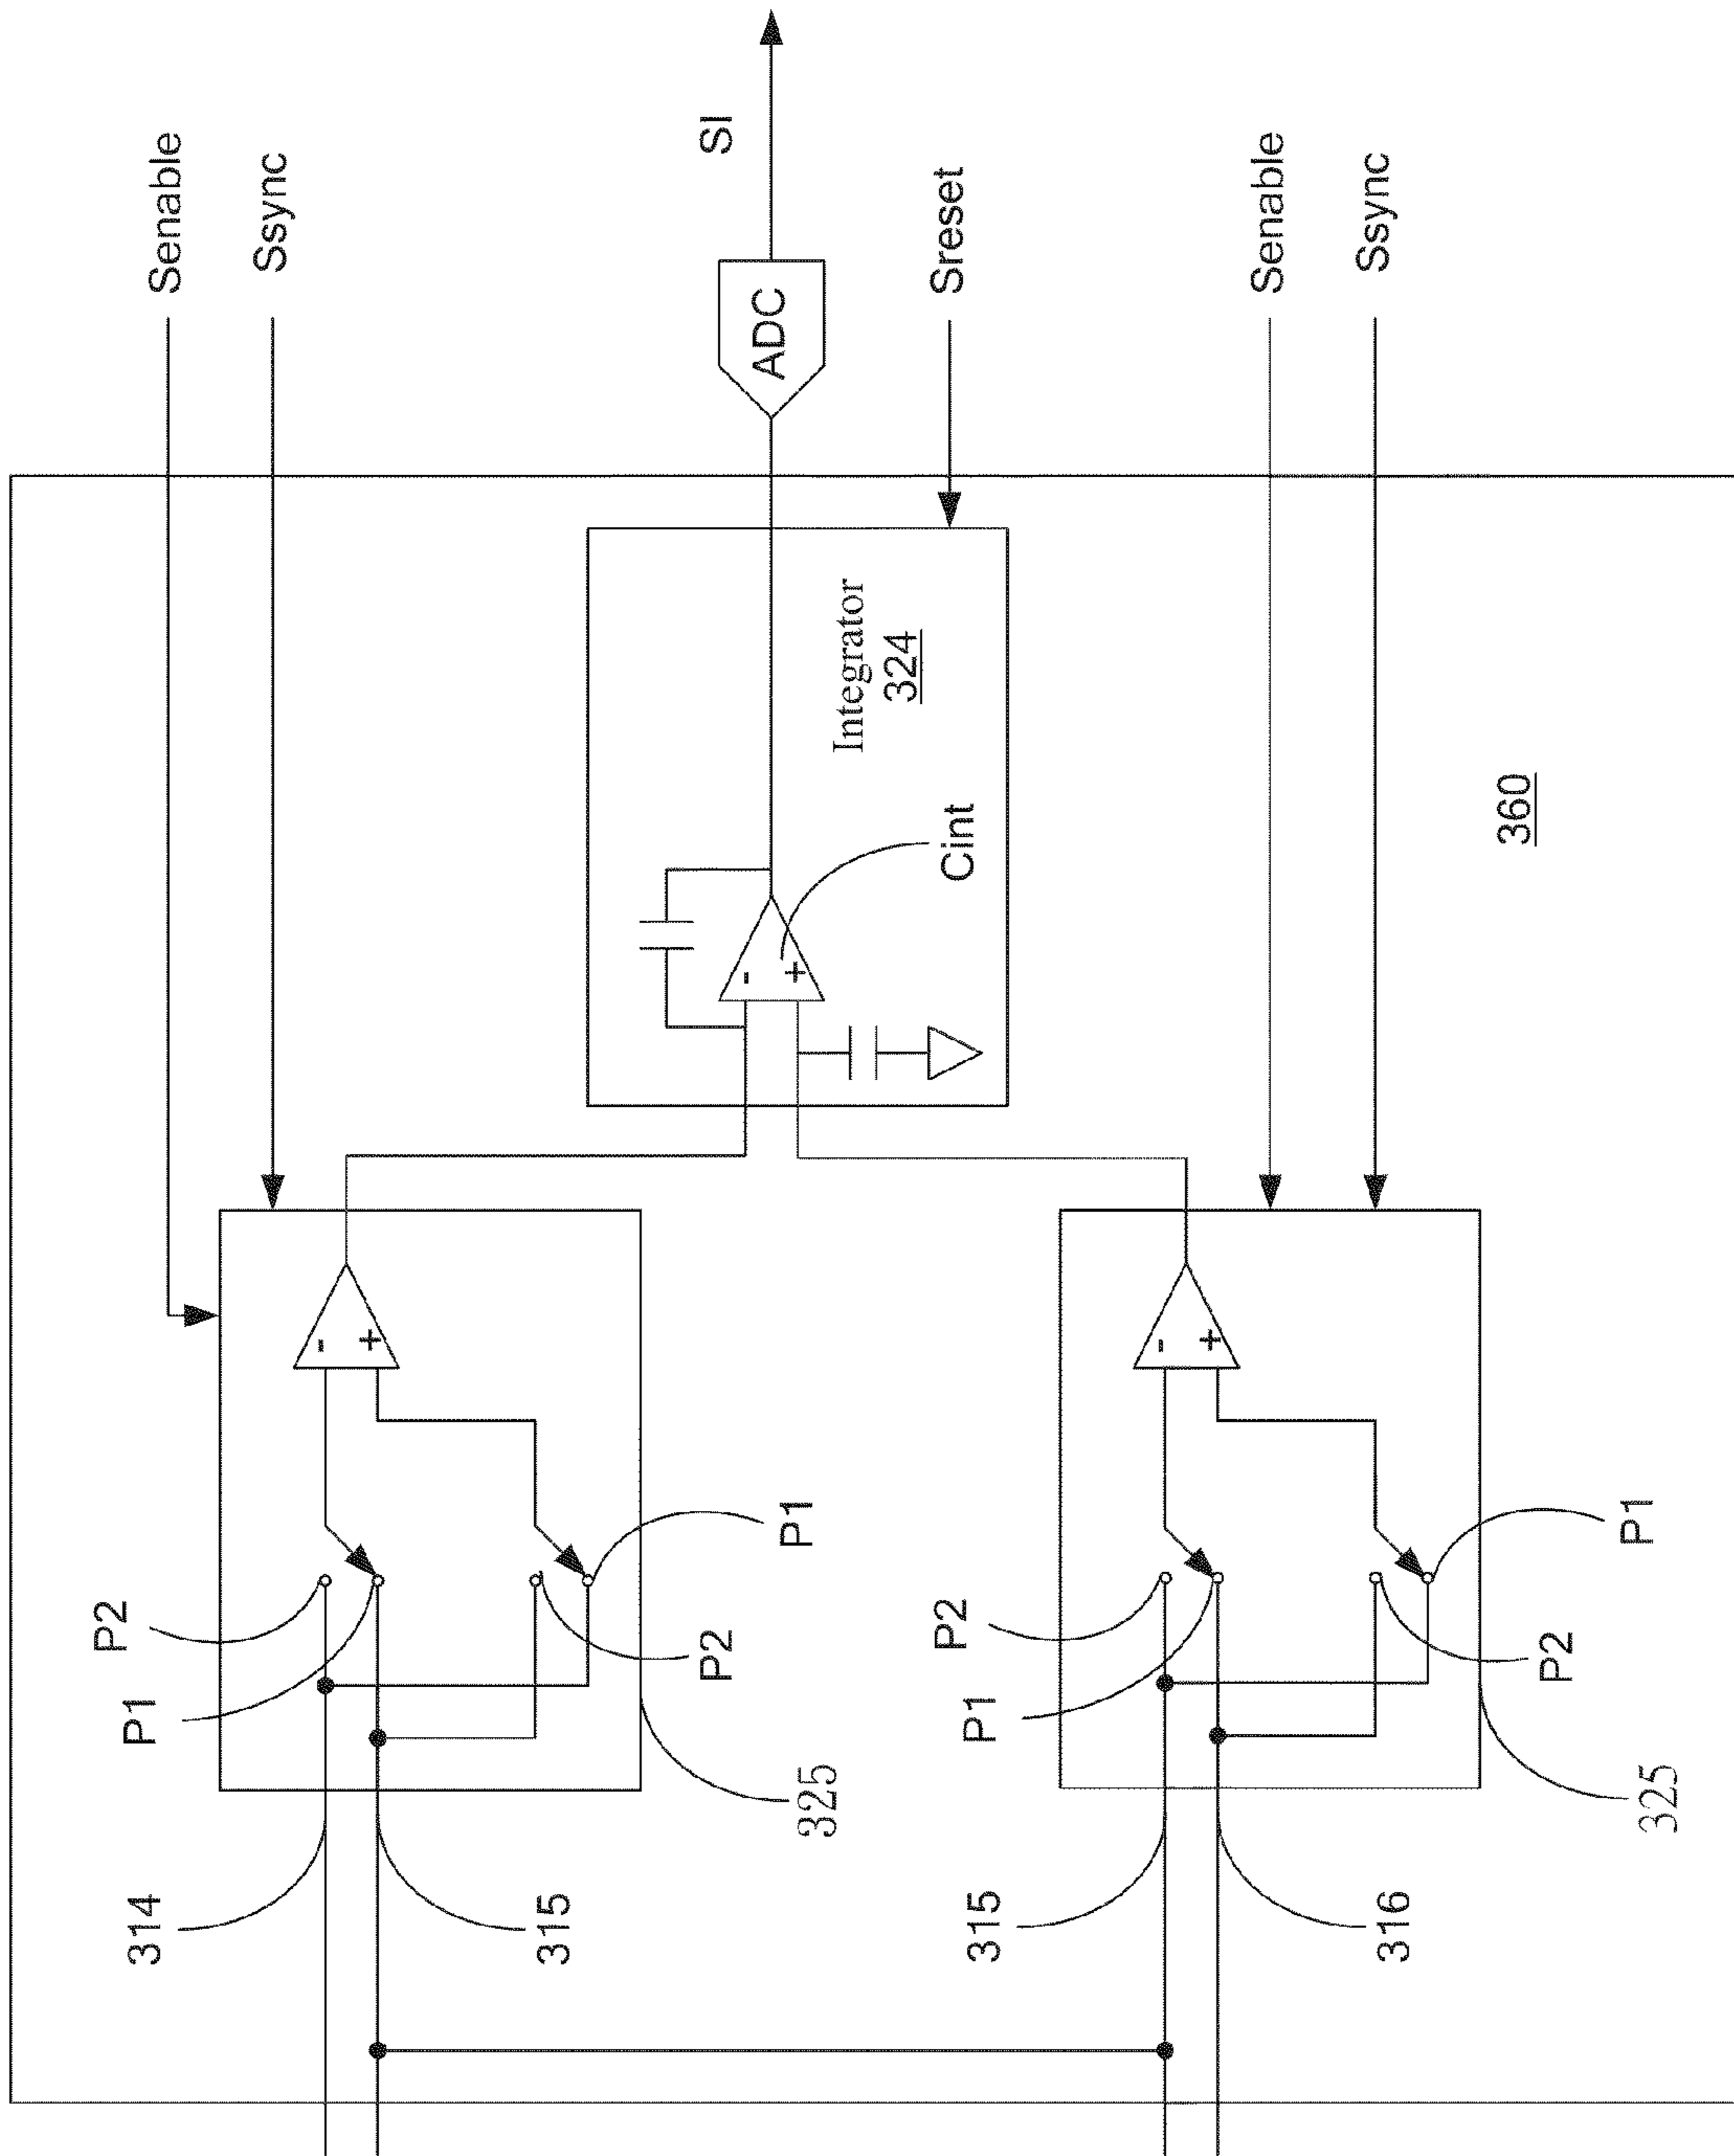 Senable
Ssync
SI
ADC
Sreset
Senable
Ssync
Integrator
324
Cint
360
-
+
-
+
-
+
P2
P1
P2
P1
P2
P1
P2
P1
314
315
325
315
316
325